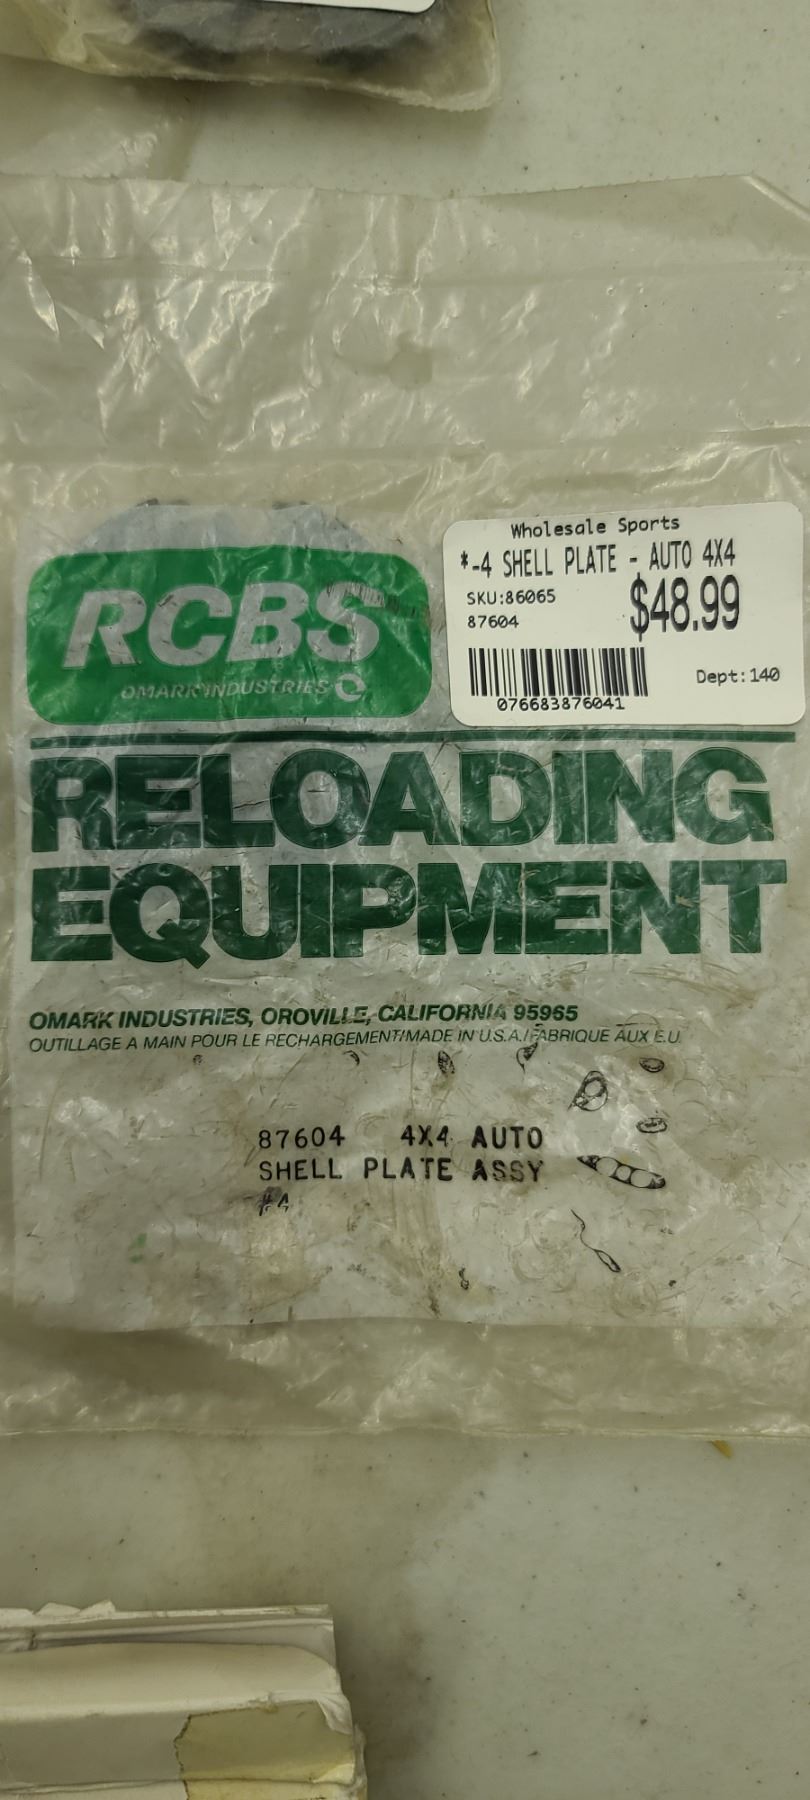 Wholesale Sports
*-4 SHELL PLATE - AUTO 4X4
SKU:86065
$48.99
87604
Dept:140
076683876041
RCBS
OMARK INDUSTRIES
RELOADING
EQUIPMENT
OMARK INDUSTRIES, OROVILLE, CALIFORNIA 95965
OUTILLAGE A MAIN POUR LE RECHARGEMENT/MADE IN U.S.A./FABRIQUE AUX E.U.
87604 4X4 AUTO
SHELL PLATE ASSY
#4